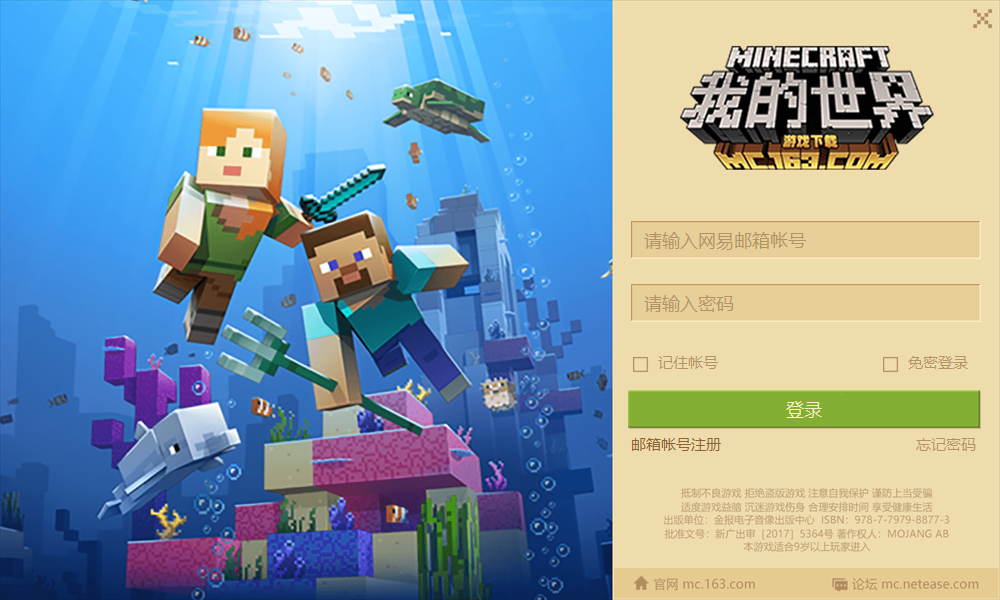 MINECRAFT
我的世界
游戏下载
MC.163.COM
请输入网易邮箱帐号
请输入密码
记住帐号 免密登录
登录
邮箱帐号注册 忘记密码
抵制不良游戏 拒绝盗版游戏 注意自我保护 谨防上当受骗
适度游戏益脑 沉迷游戏伤身 合理安排时间 享受健康生活
出版单位：金报电子音像出版中心 ISBN：978-7-7979-8877-3
批准文号：新广出审［2017］5364号 著作权人：MOJANG AB
本游戏适合9岁以上玩家进入
官网 mc.163.com 论坛 mc.netease.com